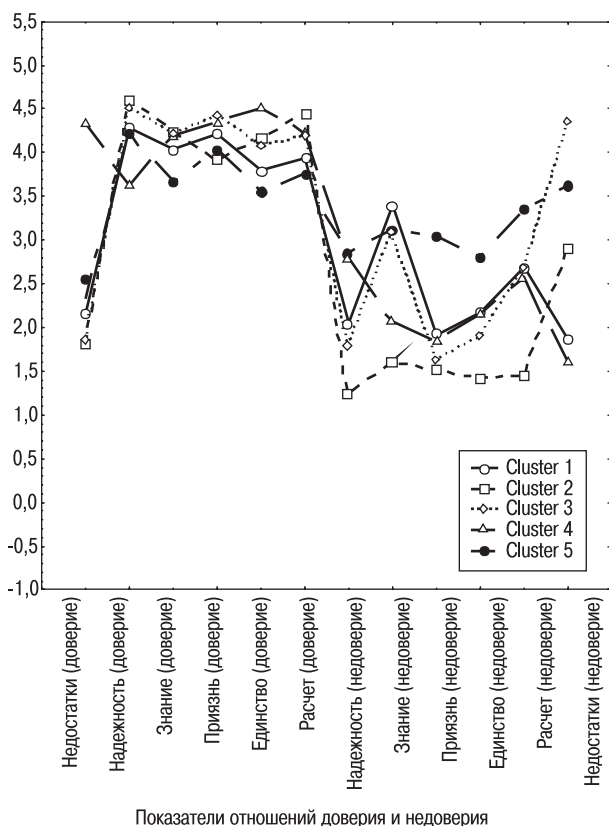 5,5
5,0
4,5
4,0
3,5
3,0
2,5
2,0
1,5
1,0
0,5
0,0
-0,5
-1,0
Cluster 1
Cluster 2
Cluster 3
Cluster 4
Cluster 5
Недостатки (доверие)
Надежность (доверие)
Знание (доверие)
Приязнь (доверие)
Единство (доверие)
Расчет (доверие)
Надежность (недоверие)
Знание (недоверие)
Приязнь (недоверие)
Единство (недоверие)
Расчет (недоверие)
Недостатки (недоверие)
Показатели отношений доверия и недоверия